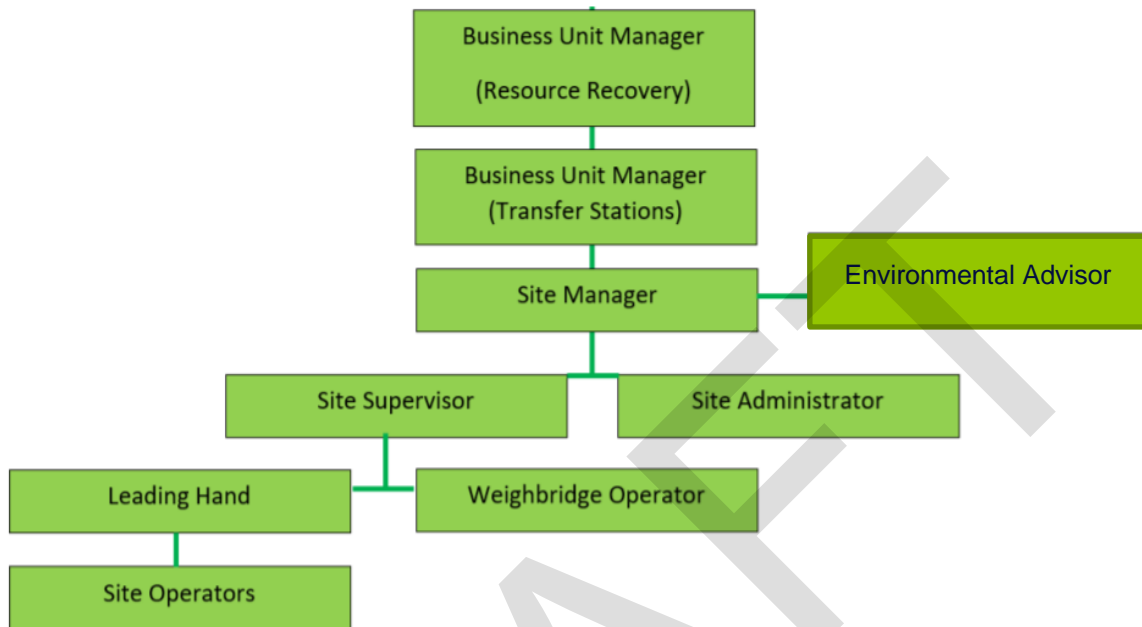 Business Unit Manager
(Resource Recovery)
Business Unit Manager
(Transfer Stations)
Environmental Advisor
Site Manager
Site Supervisor
Site Administrator
Leading Hand
Weighbridge Operator
Site Operators